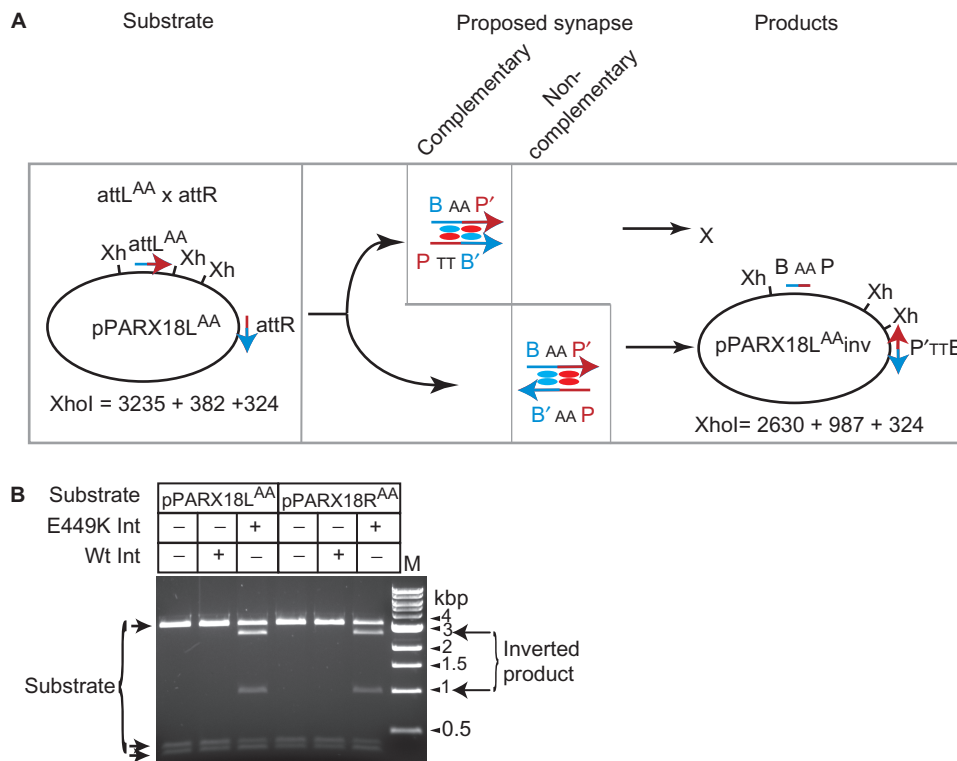 A
Substrate
Proposed synapse
Products
Complementary
Non-complementary
attL^AA x attR
Xh
attL^AA
Xh
Xh
pPARX18L^AA
attR
XhoI = 3235 + 382 +324
B AA P′
P TT B′
X
B AA P′
B′ AA P
Xh
B AA P
Xh
Xh
pPARX18L^AAinv
P′TTB
XhoI= 2630 + 987 + 324
B
Substrate
pPARX18L^AA
pPARX18R^AA
E449K Int
– – + – – +
Wt Int
– + – – + –
M
kbp
4
3
2
1.5
1
0.5
Substrate
Inverted
product